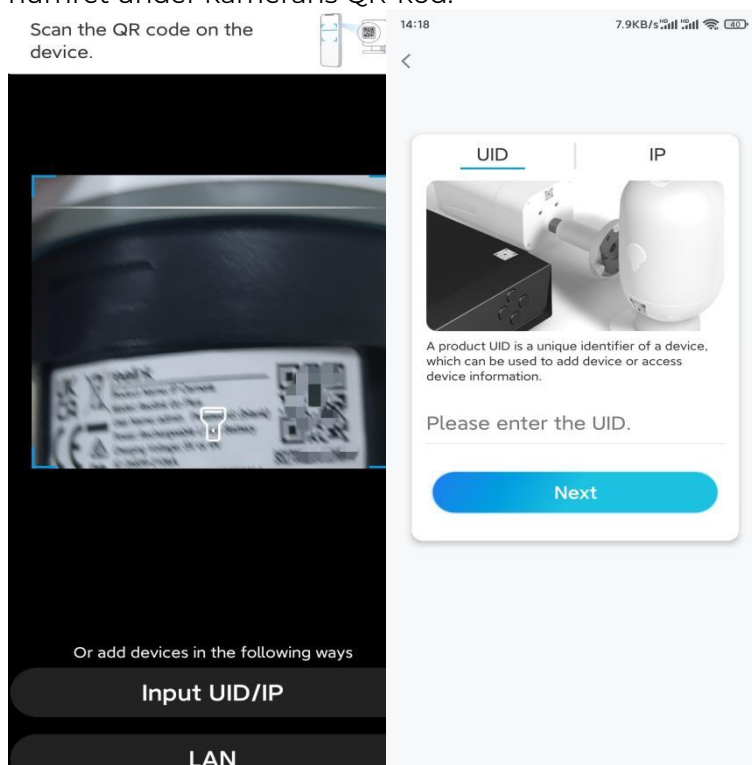 numret under kamerans QR-kod.
Scan the QR code on the
device.
Or add devices in the following ways
Input UID/IP
LAN
14:18
7.9KB/s
40
UID
IP
A product UID is a unique identifier of a device,
which can be used to add device or access
device information.
Please enter the UID.
Next